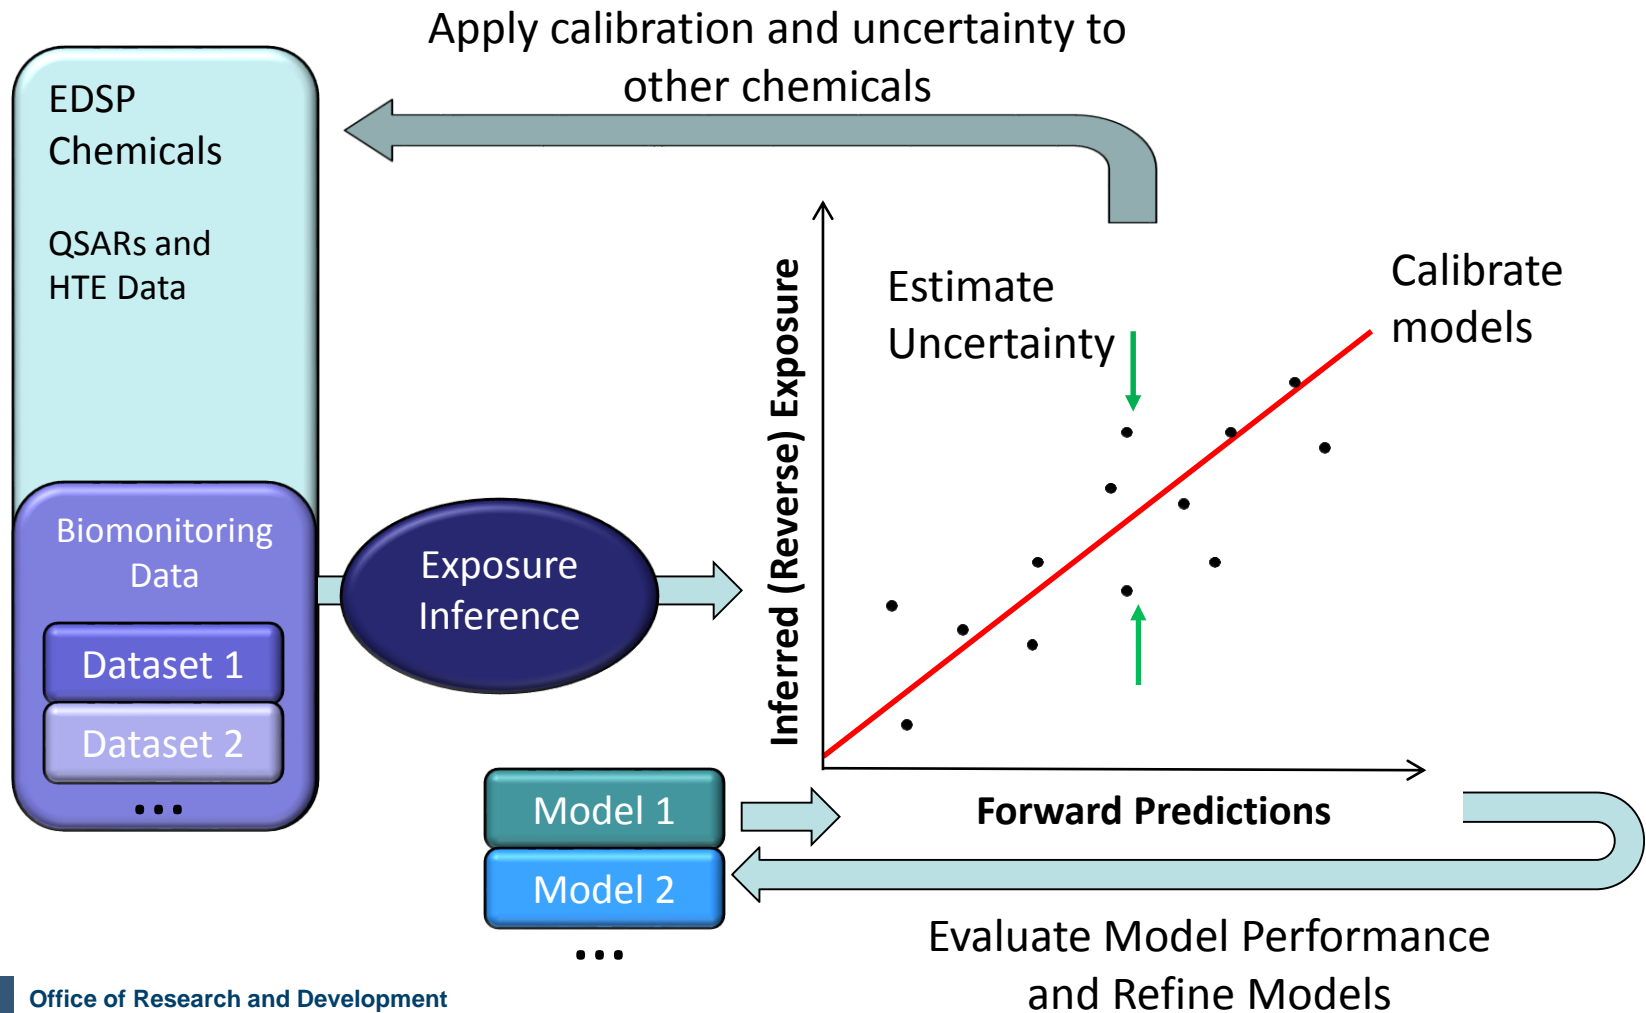 Apply calibration and uncertainty to
other chemicals
EDSP
Chemicals
QSARs and
HTE Data
Biomonitoring
Data
Dataset 1
Dataset 2
...
Exposure
Inference
Inferred (Reverse) Exposure
Estimate
Uncertainty
Calibrate
models
Forward Predictions
Model 1
Model 2
...
Evaluate Model Performance
and Refine Models
Office of Research and Development